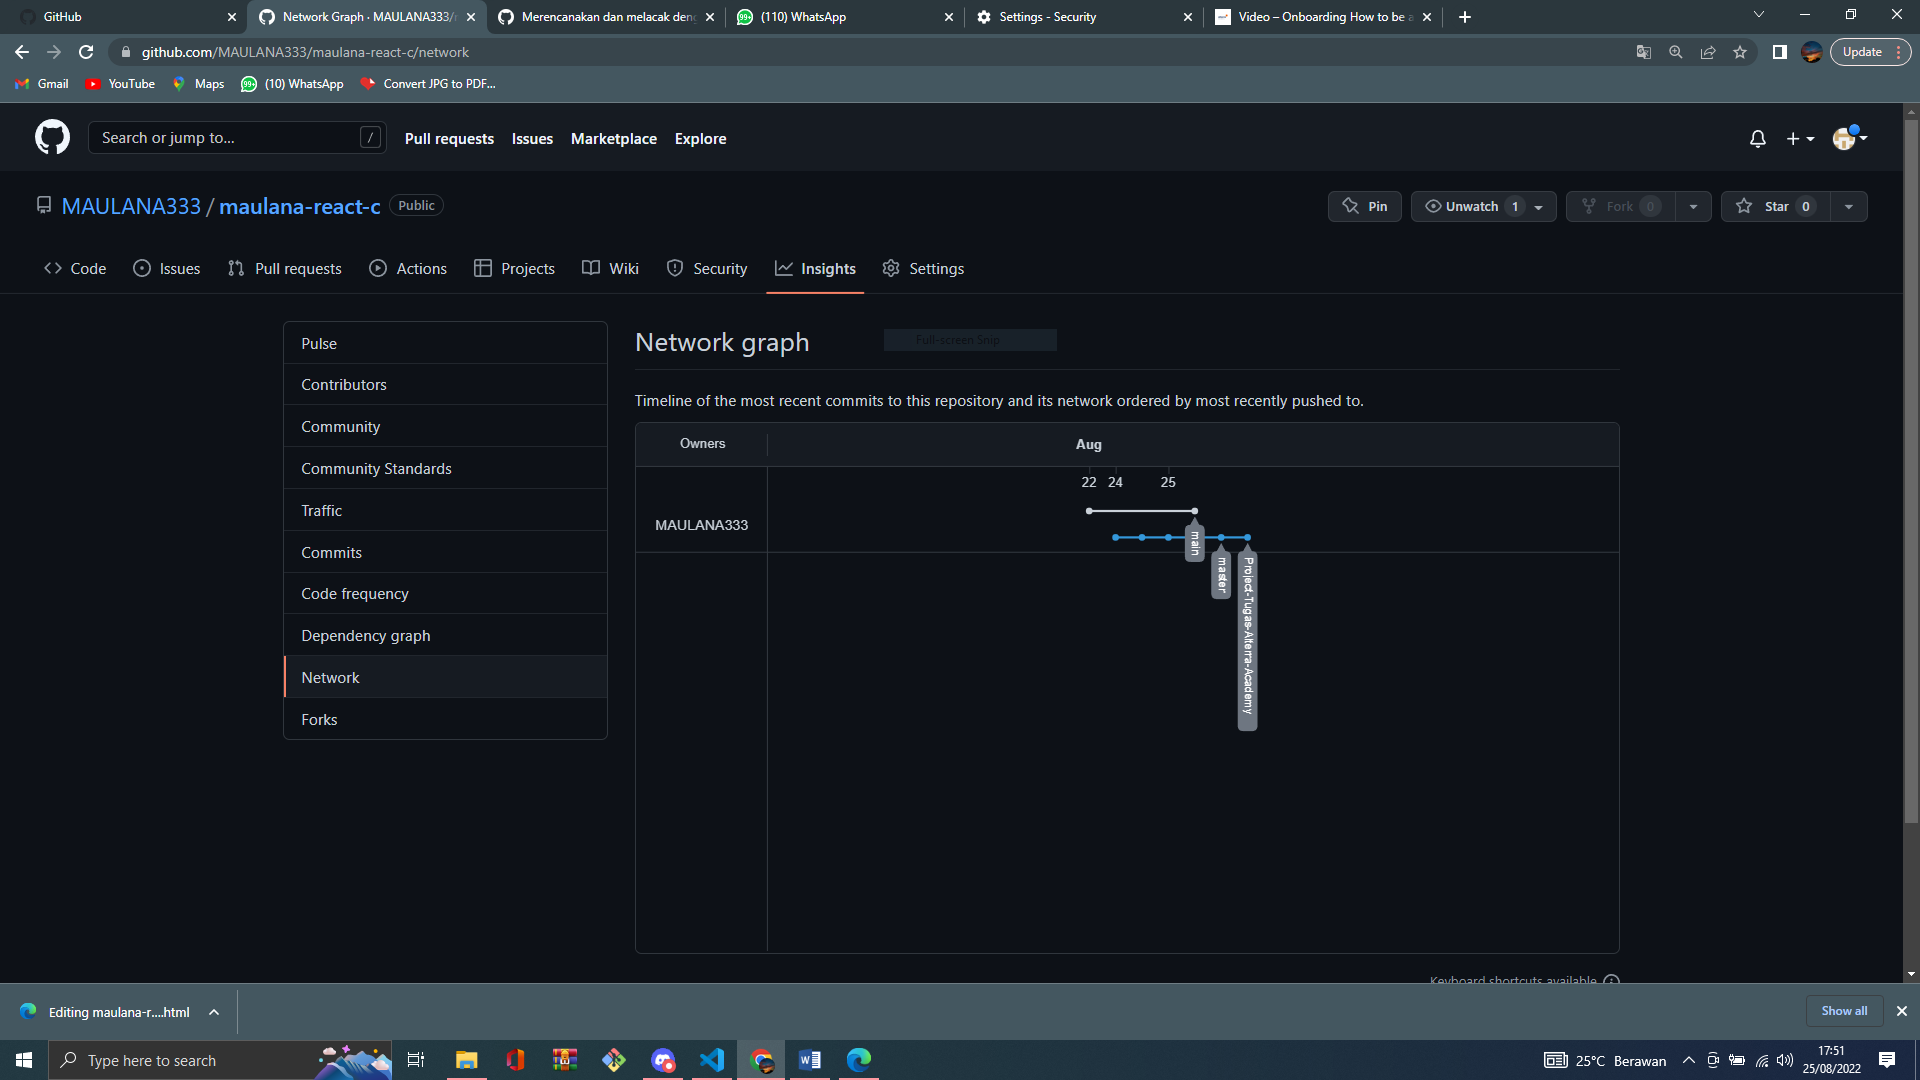 GitHub
Network Graph · MAULANA333/
Merencanakan dan melacak deng
(110) WhatsApp
Settings - Security
Video – Onboarding How to be a
github.com/MAULANA333/maulana-react-c/network
Update
Gmail
YouTube
Maps
(10) WhatsApp
Convert JPG to PDF...
Search or jump to...
/
Pull requests
Issues
Marketplace
Explore
MAULANA333 / maulana-react-c
Public
Pin
Unwatch 1
Fork 0
Star 0
Code
Issues
Pull requests
Actions
Projects
Wiki
Security
Insights
Settings
Pulse
Contributors
Community
Community Standards
Traffic
Commits
Code frequency
Dependency graph
Network
Forks
Network graph
Full-screen Snip
Timeline of the most recent commits to this repository and its network ordered by most recently pushed to.
Owners
Aug
22 24 25
MAULANA333
main
master
Project-Tugas-Alterra-Academy
Keyboard shortcuts available
Editing maulana-r....html
Show all
Type here to search
25°C Berawan
17:51
25/08/2022